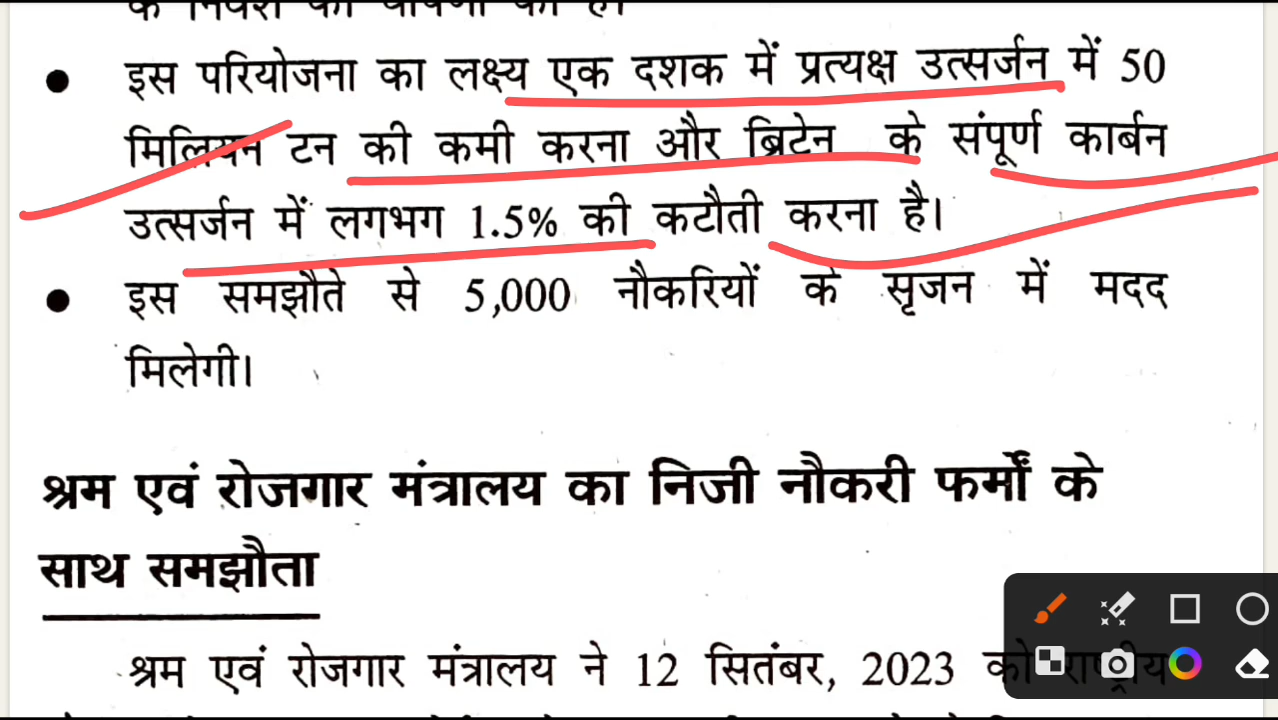 के निवेश की घोषणा की है।
● इस परियोजना का लक्ष्य एक दशक में प्रत्यक्ष उत्सर्जन में 50
मिलियन टन की कमी करना और ब्रिटेन के संपूर्ण कार्बन
उत्सर्जन में लगभग 1.5% की कटौती करना है।
● इस समझौते से 5,000 नौकरियों के सृजन में मदद
मिलेगी।
श्रम एवं रोजगार मंत्रालय का निजी नौकरी फर्मों के
साथ समझौता
श्रम एवं रोजगार मंत्रालय ने 12 सितंबर, 2023 को राष्ट्रीय